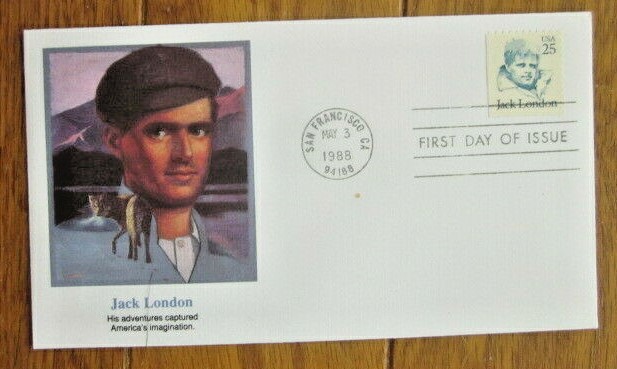 USA
25
Jack London
SAN FRANCISCO CA
MAY 3
1988
94188
FIRST DAY OF ISSUE
Jack London
His adventures captured
America's imagination.